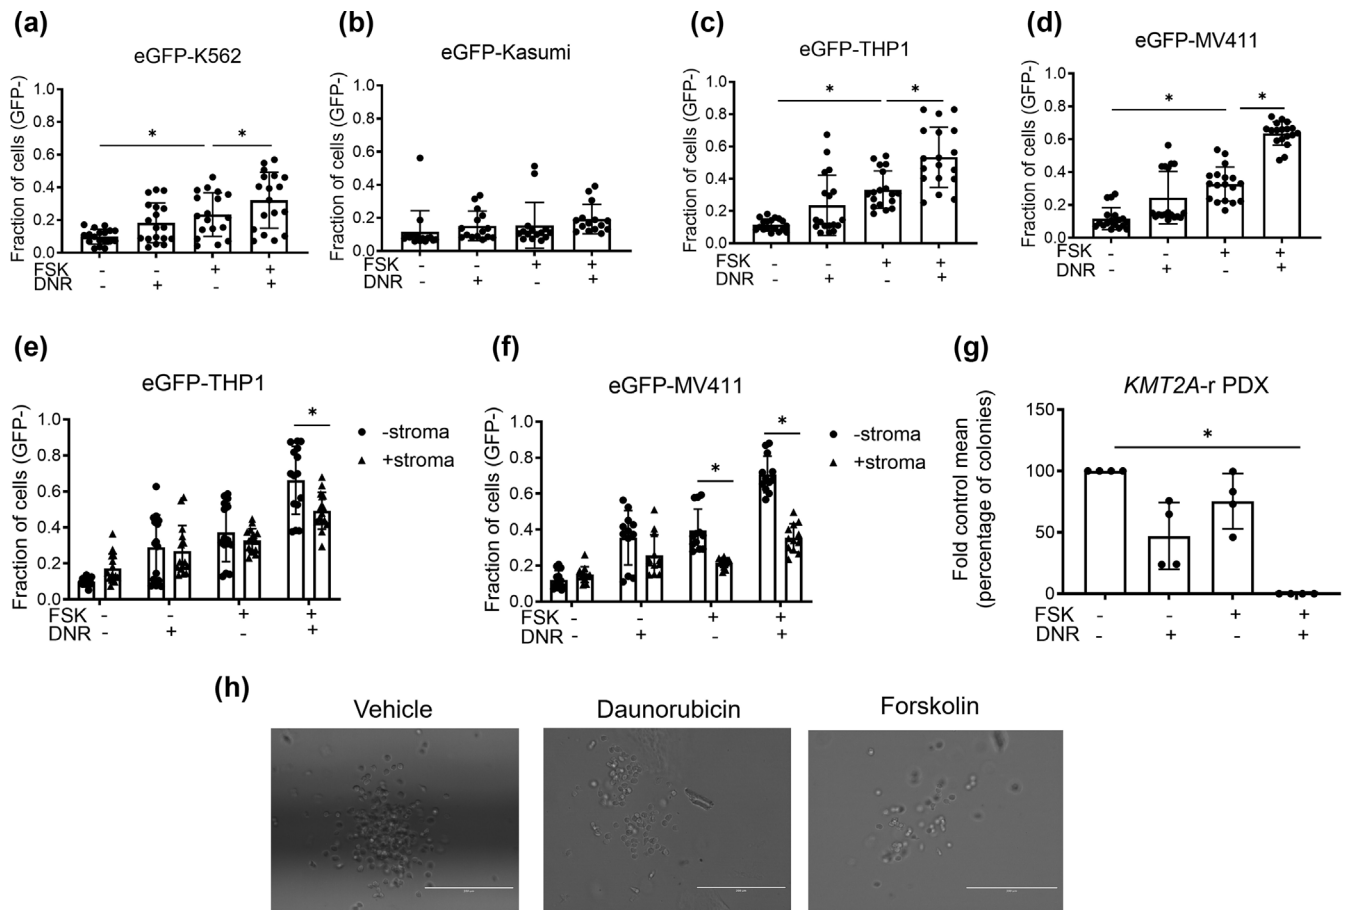 (a)
eGFP-K562
Fraction of cells (GFP-)
1.0
0.8
0.6
0.4
0.2
0.0
*
*
FSK - - + +
DNR - + - +
(b)
eGFP-Kasumi
Fraction of cells (GFP-)
1.0
0.8
0.6
0.4
0.2
0.0
FSK - - + +
DNR - + - +
(c)
eGFP-THP1
Fraction of cells (GFP-)
1.0
0.8
0.6
0.4
0.2
0.0
*
*
FSK - - + +
DNR - + - +
(d)
eGFP-MV411
Fraction of cells (GFP-)
1.0
0.8
0.6
0.4
0.2
0.0
*
*
FSK - - + +
DNR - + - +
(e)
eGFP-THP1
Fraction of cells (GFP-)
1.0
0.8
0.6
0.4
0.2
0.0
*
-stroma
+stroma
FSK - - + +
DNR - + - +
(f)
eGFP-MV411
Fraction of cells (GFP-)
1.0
0.8
0.6
0.4
0.2
0.0
*
*
-stroma
+stroma
FSK - - + +
DNR - + - +
(g)
KMT2A-r PDX
Fold control mean
(percentage of colonies)
150
100
50
0
*
FSK - - + +
DNR - + - +
(h)
Vehicle
Daunorubicin
Forskolin